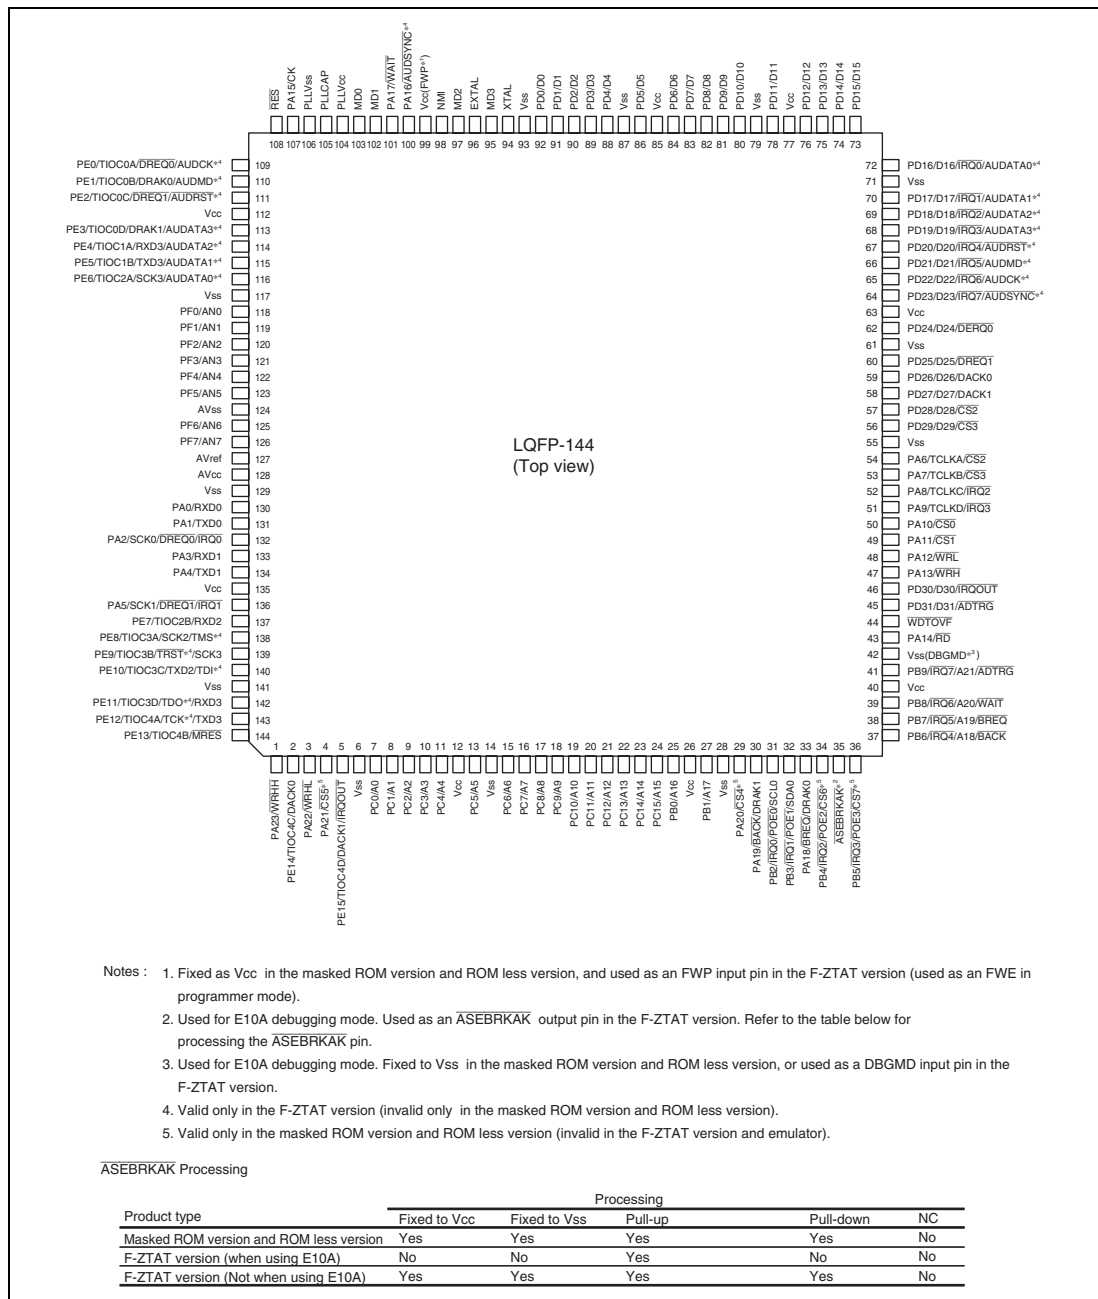 RES
PA15/CK
PLLVss
PLLCAP
PLLVcc
MD0
MD1
PA17/WAIT
PA16/AUDSYNC*4
Vcc(FWP*1)
NMI
MD2
EXTAL
MD3
XTAL
Vss
PD0/D0
PD1/D1
PD2/D2
PD3/D3
PD4/D4
Vss
PD5/D5
Vcc
PD6/D6
PD7/D7
PD8/D8
PD9/D9
PD10/D10
Vss
PD11/D11
Vcc
PD12/D12
PD13/D13
PD14/D14
PD15/D15
108 107 106 105 104 103 102 101 100 99 98 97 96 95 94 93 92 91 90 89 88 87 86 85 84 83 82 81 80 79 78 77 76 75 74 73
PE0/TIOC0A/DREQ0/AUDCK*4 109
PE1/TIOC0B/DRAK0/AUDMD*4 110
PE2/TIOC0C/DREQ1/AUDRST*4 111
Vcc 112
PE3/TIOC0D/DRAK1/AUDATA3*4 113
PE4/TIOC1A/RXD3/AUDATA2*4 114
PE5/TIOC1B/TXD3/AUDATA1*4 115
PE6/TIOC2A/SCK3/AUDATA0*4 116
Vss 117
PF0/AN0 118
PF1/AN1 119
PF2/AN2 120
PF3/AN3 121
PF4/AN4 122
PF5/AN5 123
AVss 124
PF6/AN6 125
PF7/AN7 126
AVref 127
AVcc 128
Vss 129
PA0/RXD0 130
PA1/TXD0 131
PA2/SCK0/DREQ0/IRQ0 132
PA3/RXD1 133
PA4/TXD1 134
Vcc 135
PA5/SCK1/DREQ1/IRQ1 136
PE7/TIOC2B/RXD2 137
PE8/TIOC3A/SCK2/TMS*4 138
PE9/TIOC3B/TRST*4/SCK3 139
PE10/TIOC3C/TXD2/TDI*4 140
Vss 141
PE11/TIOC3D/TDO*4/RXD3 142
PE12/TIOC4A/TCK*4/TXD3 143
PE13/TIOC4B/MRES 144
LQFP-144
(Top view)
72 PD16/D16/IRQ0/AUDATA0*4
71 Vss
70 PD17/D17/IRQ1/AUDATA1*4
69 PD18/D18/IRQ2/AUDATA2*4
68 PD19/D19/IRQ3/AUDATA3*4
67 PD20/D20/IRQ4/AUDRST*4
66 PD21/D21/IRQ5/AUDMD*4
65 PD22/D22/IRQ6/AUDCK*4
64 PD23/D23/IRQ7/AUDSYNC*4
63 Vcc
62 PD24/D24/DERQ0
61 Vss
60 PD25/D25/DREQ1
59 PD26/D26/DACK0
58 PD27/D27/DACK1
57 PD28/D28/CS2
56 PD29/D29/CS3
55 Vss
54 PA6/TCLKA/CS2
53 PA7/TCLKB/CS3
52 PA8/TCLKC/IRQ2
51 PA9/TCLKD/IRQ3
50 PA10/CS0
49 PA11/CS1
48 PA12/WRL
47 PA13/WRH
46 PD30/D30/IRQOUT
45 PD31/D31/ADTRG
44 WDTOVF
43 PA14/RD
42 Vss(DBGMD*3)
41 PB9/IRQ7/A21/ADTRG
40 Vcc
39 PB8/IRQ6/A20/WAIT
38 PB7/IRQ5/A19/BREQ
37 PB6/IRQ4/A18/BACK
1 2 3 4 5 6 7 8 9 10 11 12 13 14 15 16 17 18 19 20 21 22 23 24 25 26 27 28 29 30 31 32 33 34 35 36
PA23/WRHH
PE14/TIOC4C/DACK0
PA22/WRHL
PA21/CS5*5
PE15/TIOC4D/DACK1/IRQOUT
Vss
PC0/A0
PC1/A1
PC2/A2
PC3/A3
PC4/A4
Vcc
PC5/A5
Vss
PC6/A6
PC7/A7
PC8/A8
PC9/A9
PC10/A10
PC11/A11
PC12/A12
PC13/A13
PC14/A14
PC15/A15
PB0/A16
Vcc
PB1/A17
Vss
PA20/CS4*5
PA19/BACK/DRAK1
PB2/IRQ0/POE0/SCL0
PB3/IRQ1/POE1/SDA0
PA18/BREQ/DRAK0
PB4/IRQ2/POE2/CS6*5
ASEBRKAK*2
PB5/IRQ3/POE3/CS7*5
Notes : 1. Fixed as Vcc in the masked ROM version and ROM less version, and used as an FWP input pin in the F-ZTAT version (used as an FWE in
programmer mode).
2. Used for E10A debugging mode. Used as an ASEBRKAK output pin in the F-ZTAT version. Refer to the table below for
processing the ASEBRKAK pin.
3. Used for E10A debugging mode. Fixed to Vss in the masked ROM version and ROM less version, or used as a DBGMD input pin in the
F-ZTAT version.
4. Valid only in the F-ZTAT version (invalid only in the masked ROM version and ROM less version).
5. Valid only in the masked ROM version and ROM less version (invalid in the F-ZTAT version and emulator).
ASEBRKAK Processing
Processing
Product type Fixed to Vcc Fixed to Vss Pull-up Pull-down NC
Masked ROM version and ROM less version Yes Yes Yes Yes No
F-ZTAT version (when using E10A) No No Yes No No
F-ZTAT version (Not when using E10A) Yes Yes Yes Yes No